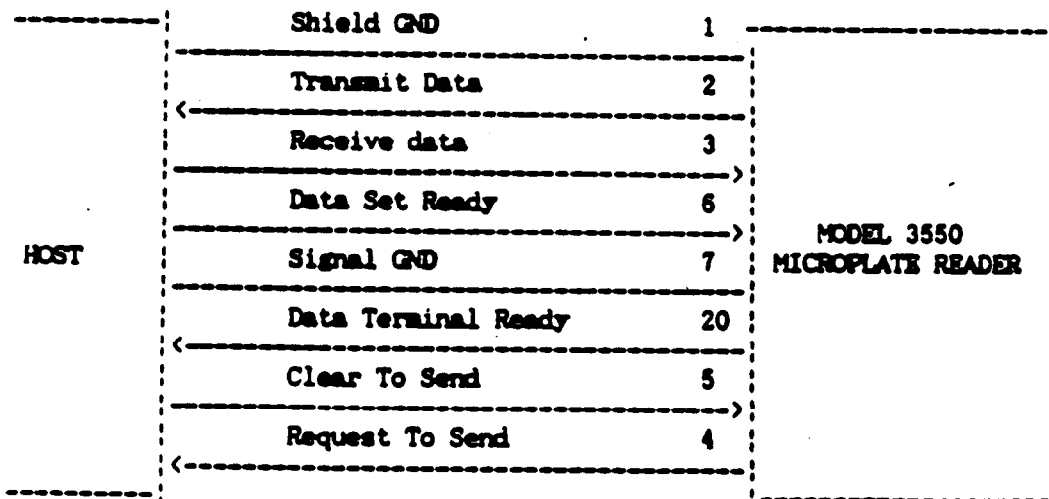 Shield GND 1
Transmit Data 2
Receive data 3
Data Set Ready 6
HOST
Signal GND 7
MODEL 3550
MICROPLATE READER
Data Terminal Ready 20
Clear To Send 5
Request To Send 4